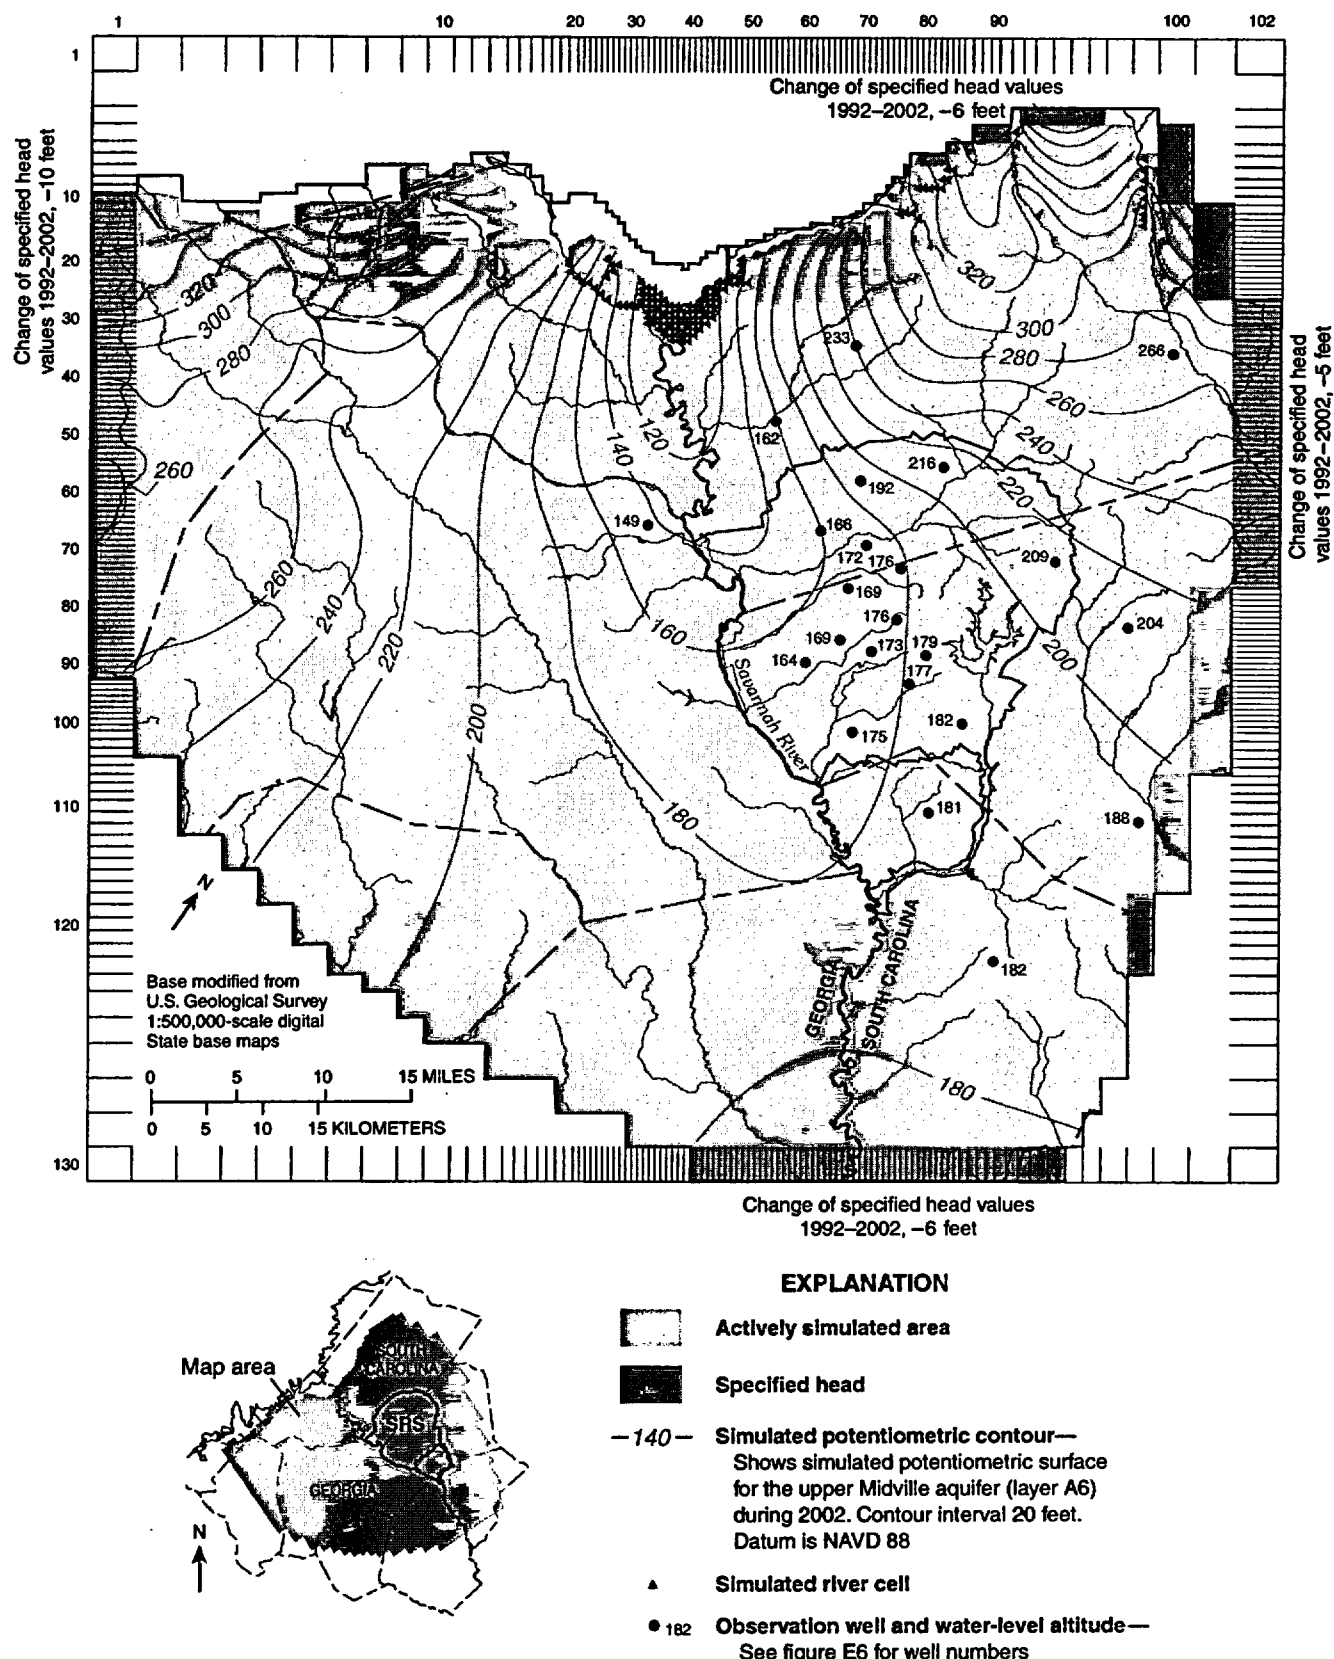 1 10 20 30 40 50 60 70 80 90 100 102
1
Change of specified head values
1992–2002, –6 feet
Change of specified head
values 1992–2002, –10 feet
10
20
30
40
50
60
70
80
90
100
110
120
130
Change of specified head
values 1992–2002, –5 feet
320
300
280
260
260
240
220
200
180
160
140
120
320
300
280
260
240
220
200
180
233
266
162
216
192
149
166
172
176
209
169
176
204
169
173
179
164
177
182
175
181
188
182
Savannah River
GEORGIA
SOUTH CAROLINA
N
Base modified from
U.S. Geological Survey
1:500,000-scale digital
State base maps
0 5 10 15 MILES
0 5 10 15 KILOMETERS
Change of specified head values
1992–2002, –6 feet
Map area
SOUTH
CAROLINA
SRS
GEORGIA
N
EXPLANATION
Actively simulated area
Specified head
—140— Simulated potentiometric contour—
Shows simulated potentiometric surface
for the upper Midville aquifer (layer A6)
during 2002. Contour interval 20 feet.
Datum is NAVD 88
Simulated river cell
182 Observation well and water-level altitude—
See figure E6 for well numbers